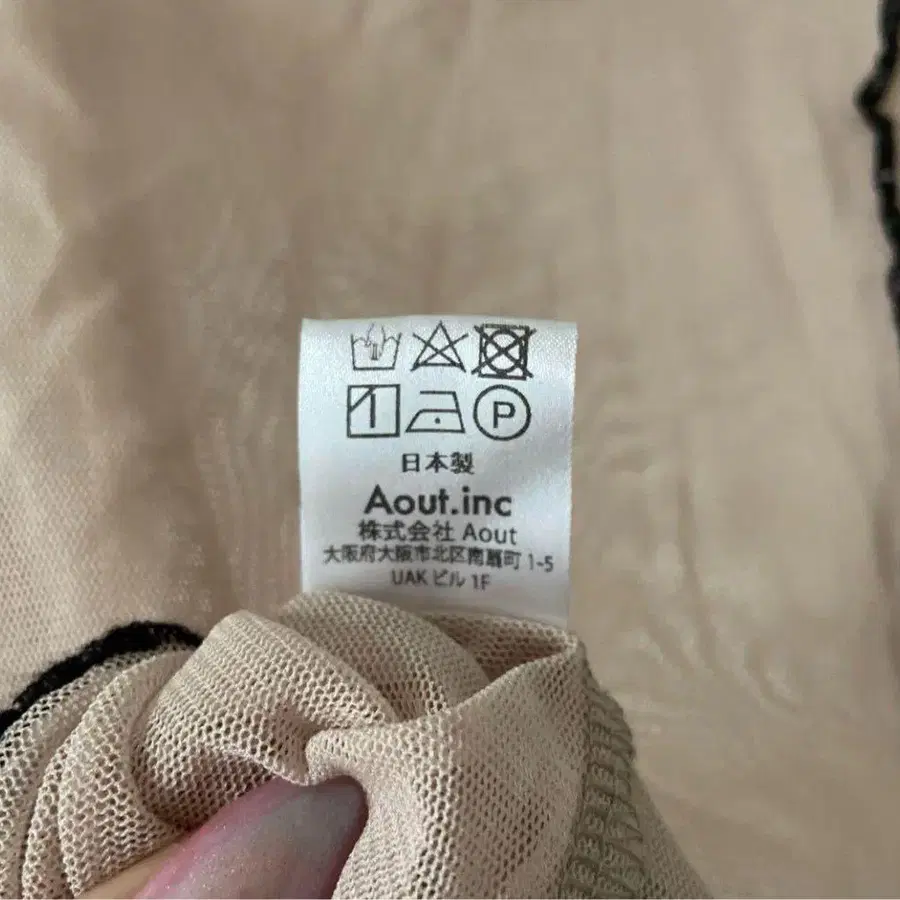 P
日本製
Aout.inc
株式会社 Aout
大阪府大阪市北区南扇町 1-5
UAK ビル 1F